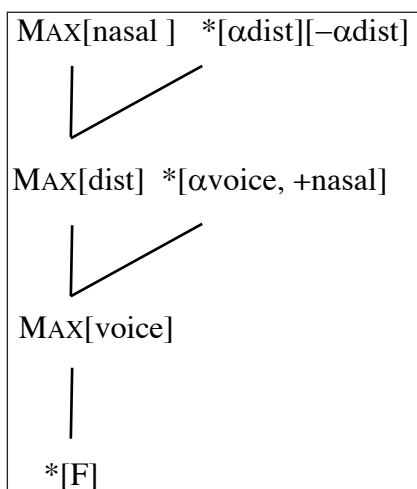 MAX[nasal ] *[αdist][−αdist]
MAX[dist] *[αvoice, +nasal]
MAX[voice]
*[F]